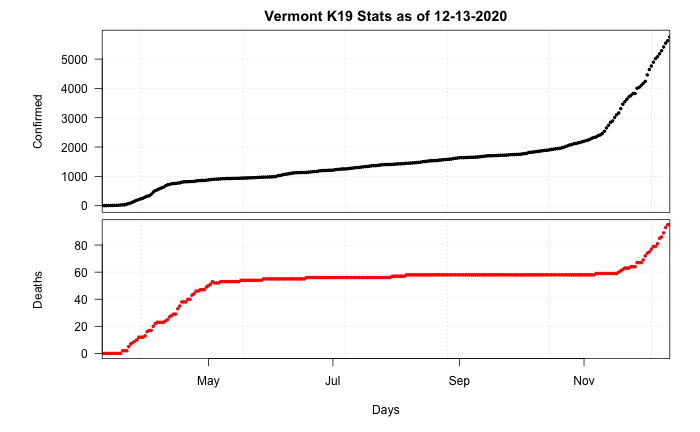 Vermont K19 Stats as of 12-13-2020
Confirmed
5000
4000
3000
2000
1000
0
Deaths
80
60
40
20
0
May Jul Sep Nov
Days